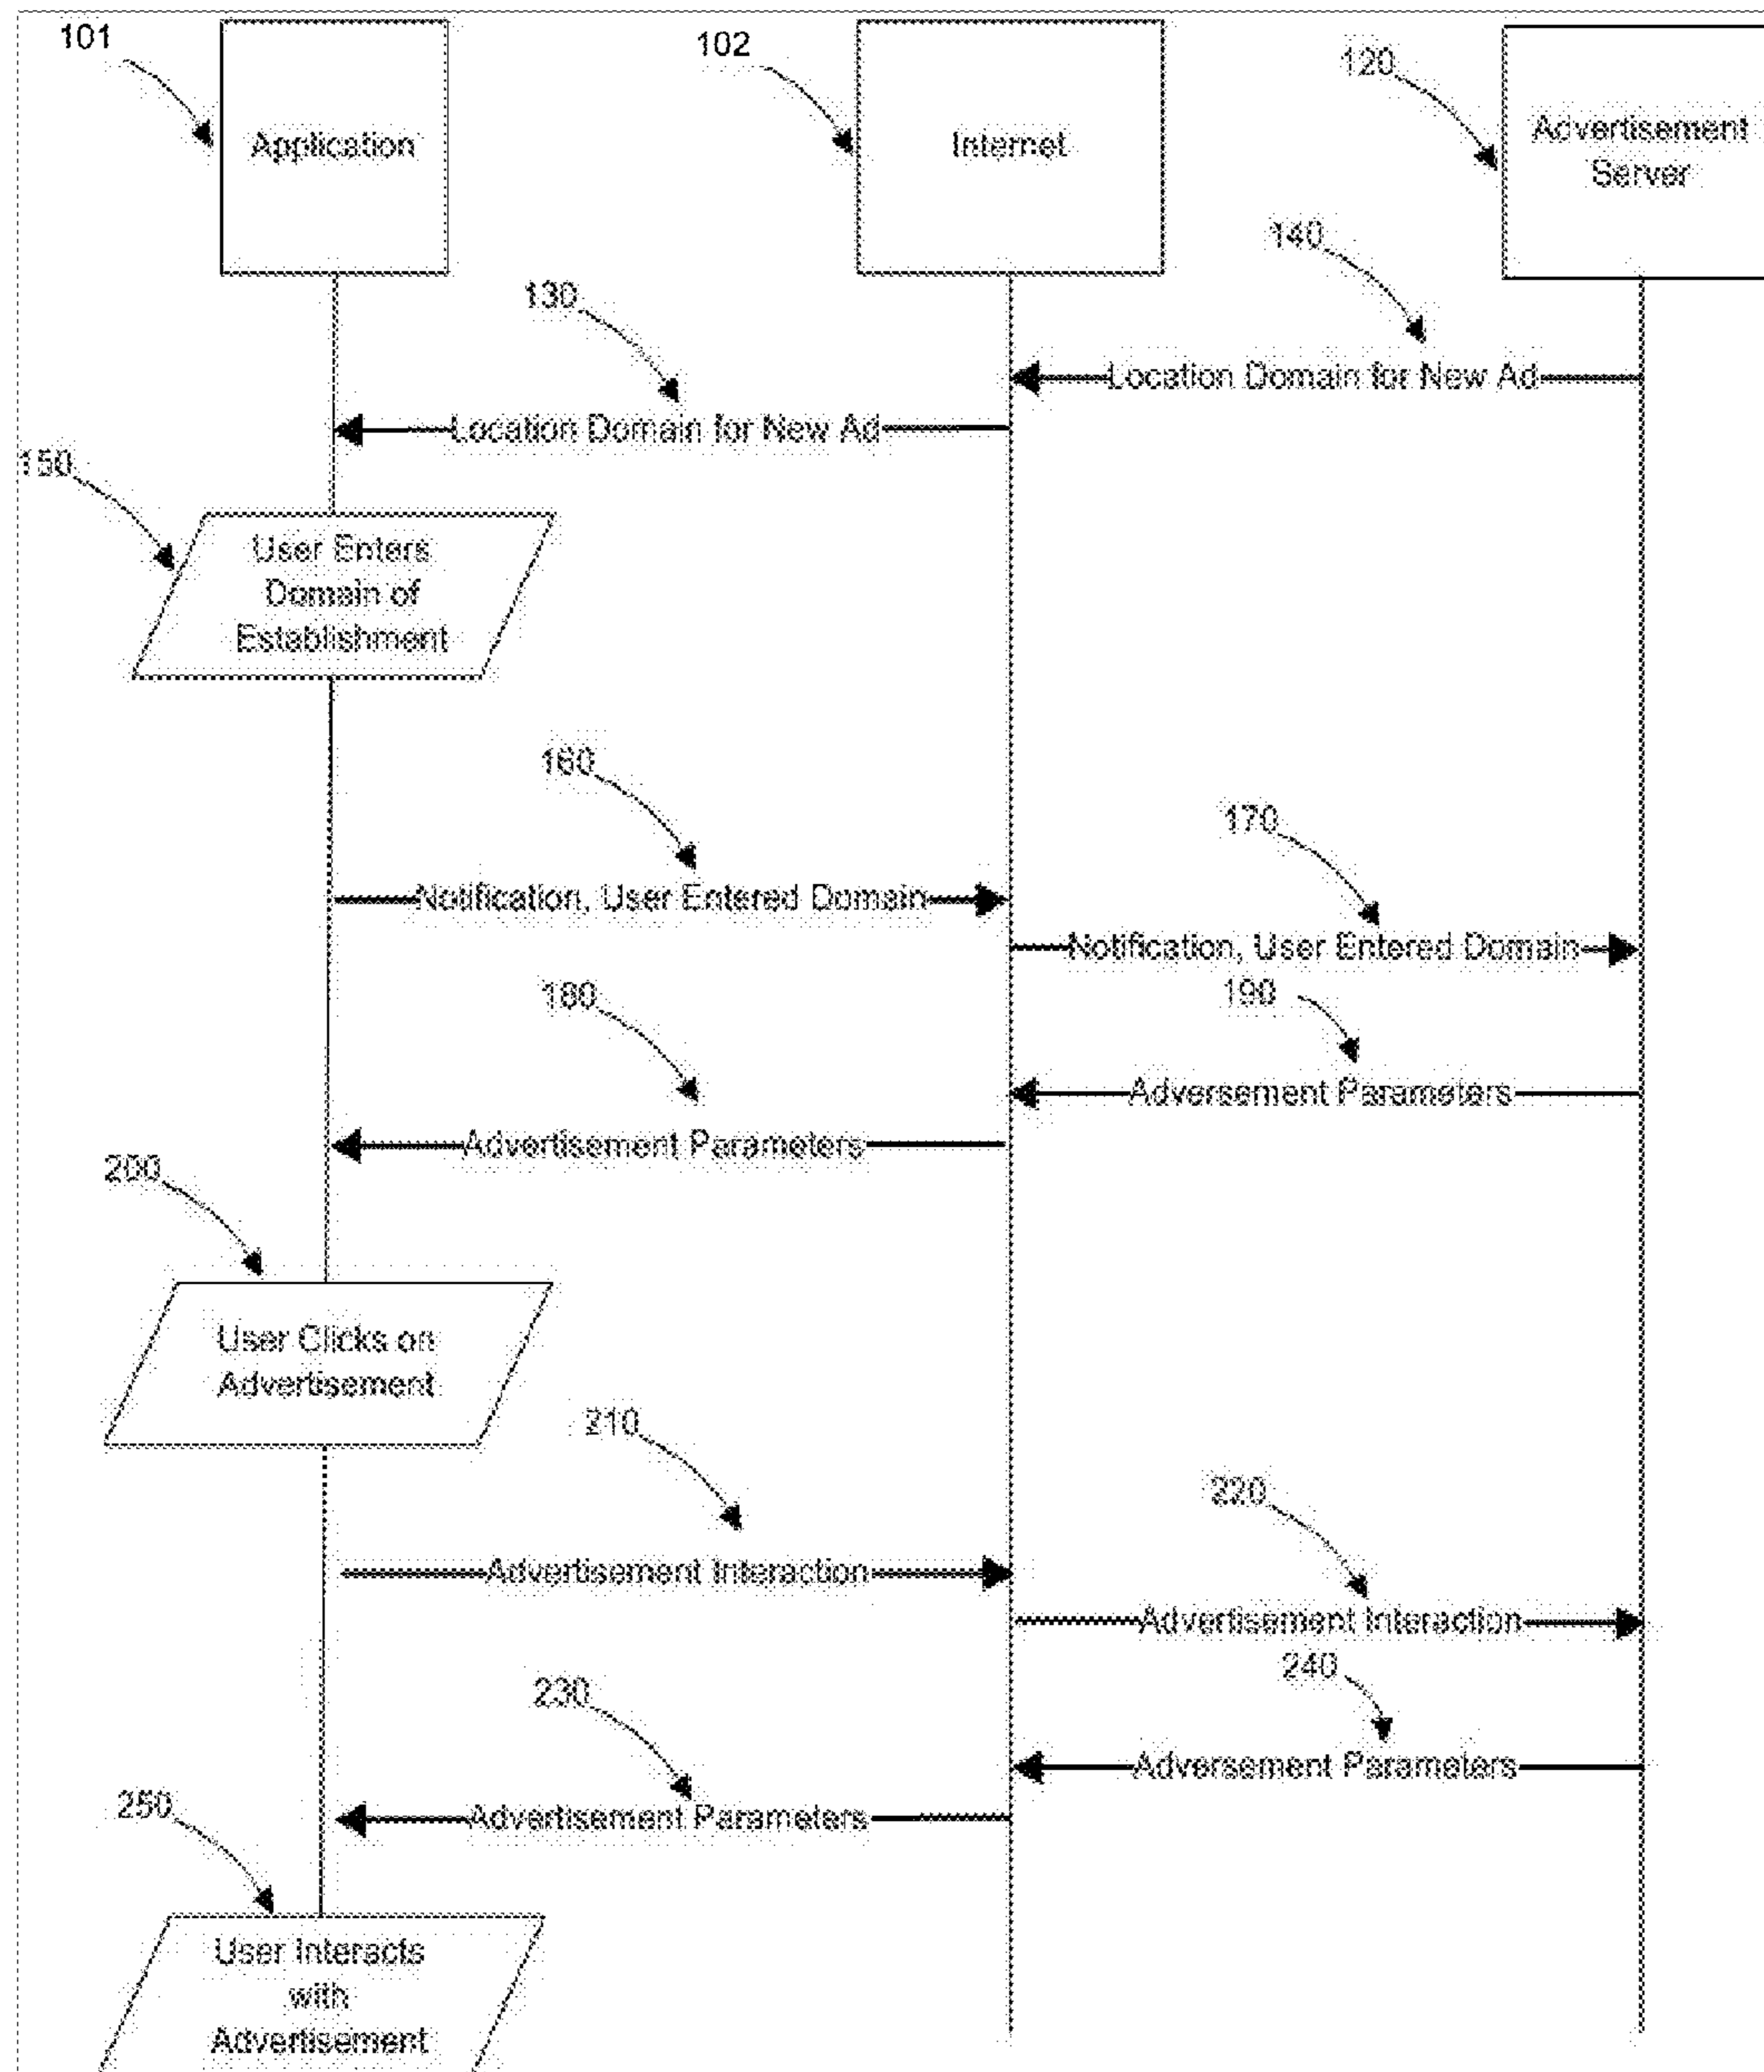 101
102
120
Application
Internet
Advertisement
Server
140
130
Location Domain for New Ad
Location Domain for New Ad
150
User Enters
Domain of
Establishment
160
170
Notification, User Entered Domain
Notification, User Entered Domain
180
190
Adversement Parameters
Advertisement Parameters
200
User Clicks on
Advertisement
210
220
Advertisement Interaction
Advertisement Interaction
240
230
Adversement Parameters
Advertisement Parameters
250
User Interacts
with
Advertisement